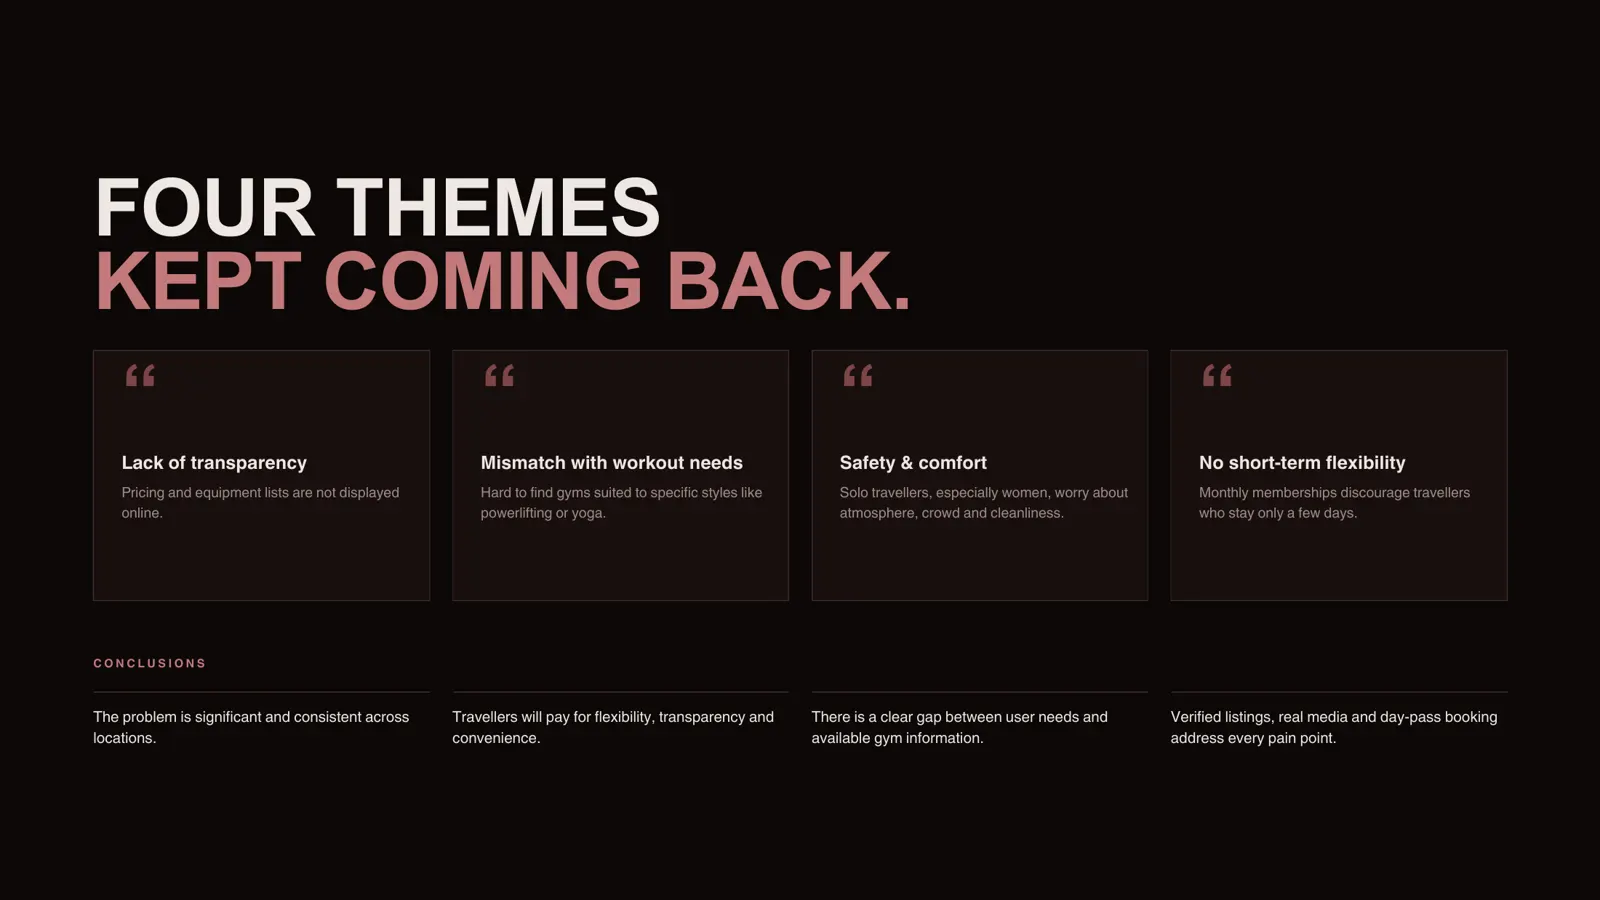 FOUR THEMES
KEPT COMING BACK.
“
Lack of transparency
Pricing and equipment lists are not displayed
online.
“
Mismatch with workout needs
Hard to find gyms suited to specific styles like
powerlifting or yoga.
“
Safety & comfort
Solo travellers, especially women, worry about
atmosphere, crowd and cleanliness.
“
No short-term flexibility
Monthly memberships discourage travellers
who stay only a few days.
CONCLUSIONS
The problem is significant and consistent across
locations.
Travellers will pay for flexibility, transparency and
convenience.
There is a clear gap between user needs and
available gym information.
Verified listings, real media and day-pass booking
address every pain point.